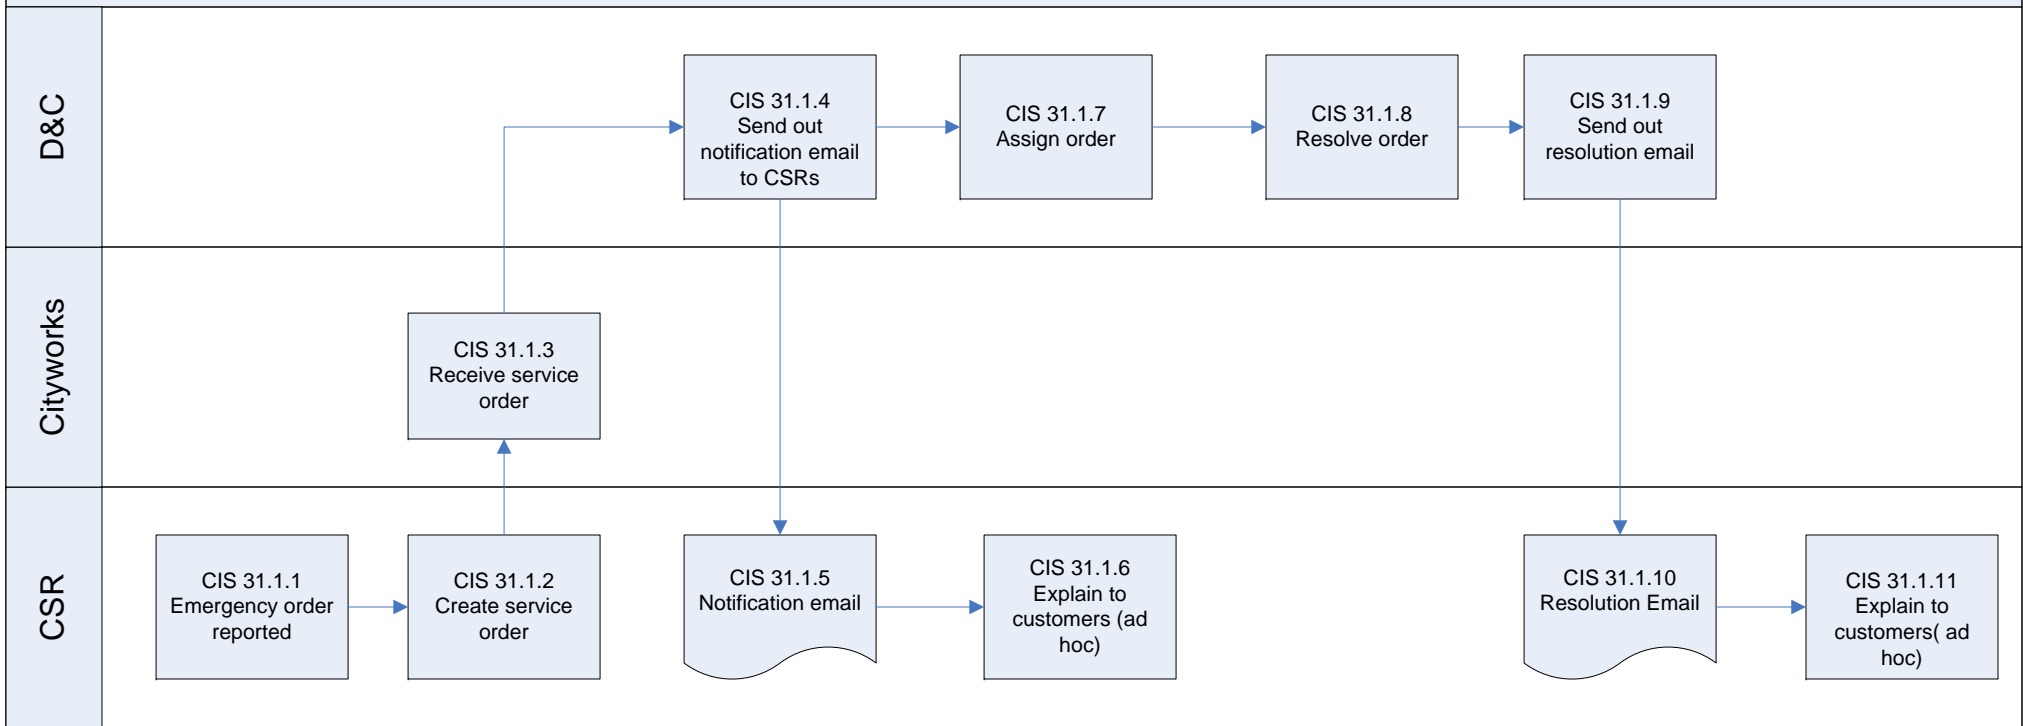 D&C
CIS 31.1.4
Send out
notification email
to CSRs
CIS 31.1.7
Assign order
CIS 31.1.8
Resolve order
CIS 31.1.9
Send out
resolution email
Cityworks
CIS 31.1.3
Receive service
order
CSR
CIS 31.1.1
Emergency order
reported
CIS 31.1.2
Create service
order
CIS 31.1.5
Notification email
CIS 31.1.6
Explain to
customers (ad
hoc)
CIS 31.1.10
Resolution Email
CIS 31.1.11
Explain to
customers( ad
hoc)